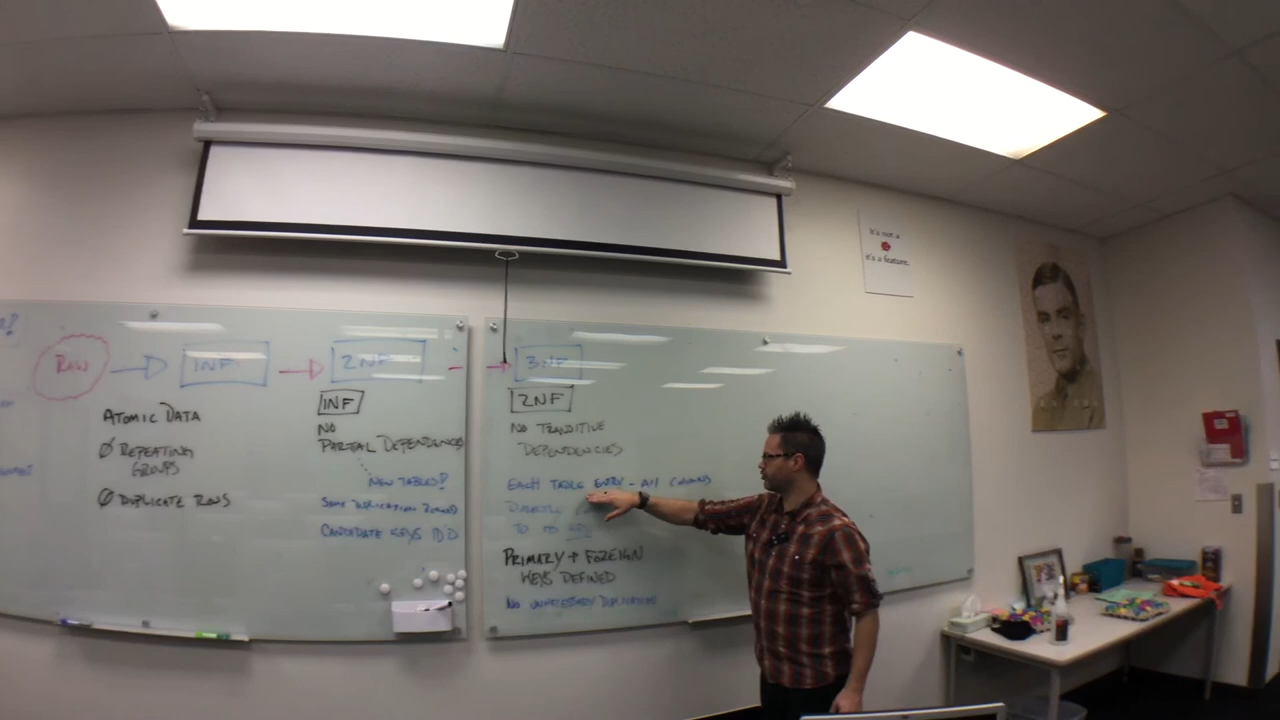 RAW
1NF
2NF
3NF
ATOMIC DATA
Ø REPEATING
GROUPS
Ø DUPLICATE ROWS
1NF
NO
PARTIAL DEPENDENCIES
NEW TABLES?
SOME DUPLICATION
CANDIDATE KEYS ID'D
2NF
NO TRANSITIVE
DEPENDENCIES
EACH TABLE ENTRY - ALL COLUMNS
TO ITS KEY
PRIMARY + FOREIGN
KEYS DEFINED
NO UNNECESSARY DUPLICATION
It's not a
it's a feature.